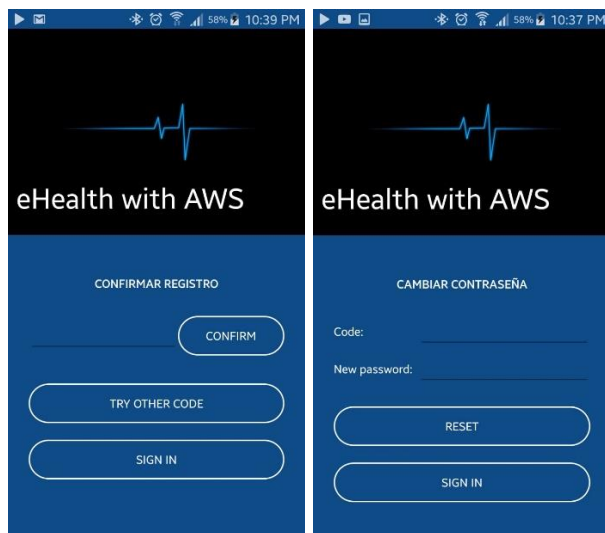 58% 10:39 PM
eHealth with AWS
CONFIRMAR REGISTRO
CONFIRM
TRY OTHER CODE
SIGN IN
58% 10:37 PM
eHealth with AWS
CAMBIAR CONTRASEÑA
Code:
New password:
RESET
SIGN IN